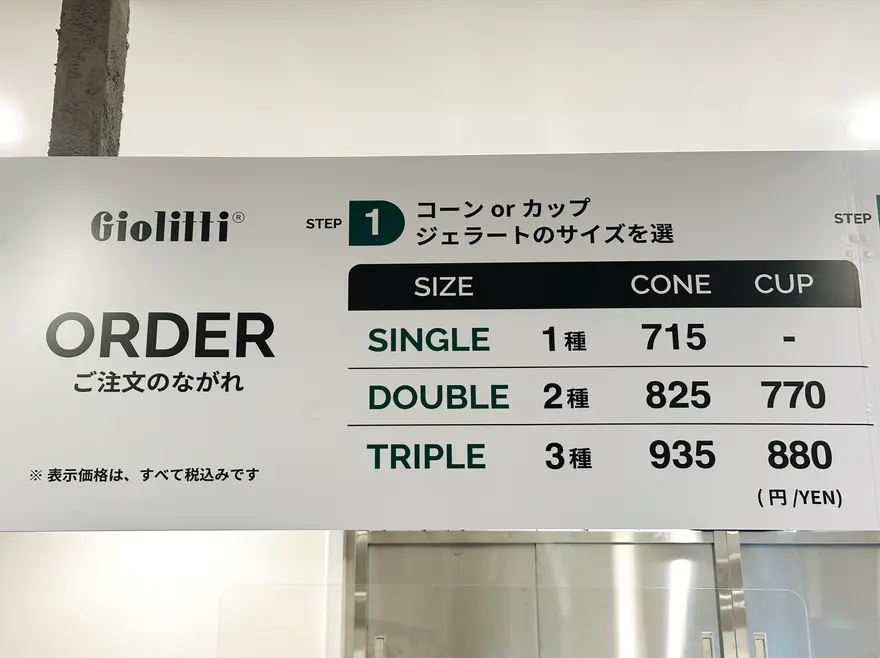 Giolitti®
ORDER
ご注文のながれ
※ 表示価格は、すべて税込みです
STEP 1
コーン or カップ
ジェラートのサイズを選
SIZE CONE CUP
SINGLE 1種 715 -
DOUBLE 2種 825 770
TRIPLE 3種 935 880
(円/YEN)
STEP